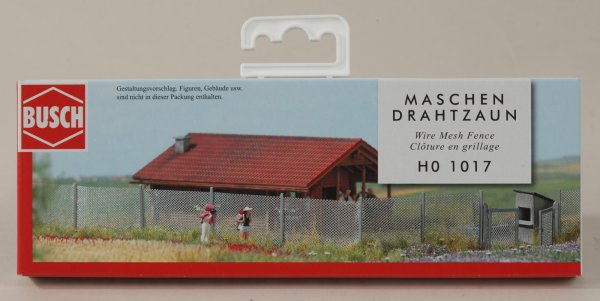 BUSCH
Gestaltungsvorschlag. Figuren, Gebäude usw.
sind nicht in dieser Packung enthalten.
MASCHEN
DRAHTZAUN
Wire Mesh Fence
Clôture en grillage
H0 1017